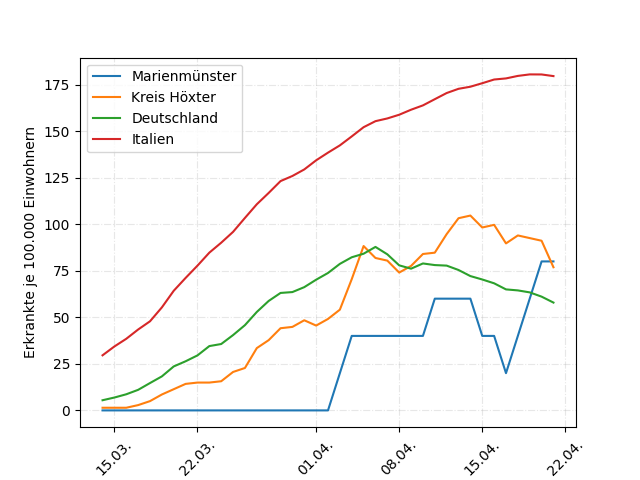 Marienmünster
Kreis Höxter
Deutschland
Italien
Erkrankte je 100.000 Einwohnern
175
150
125
100
75
50
25
0
15.03.
22.03.
01.04.
08.04.
15.04.
22.04.